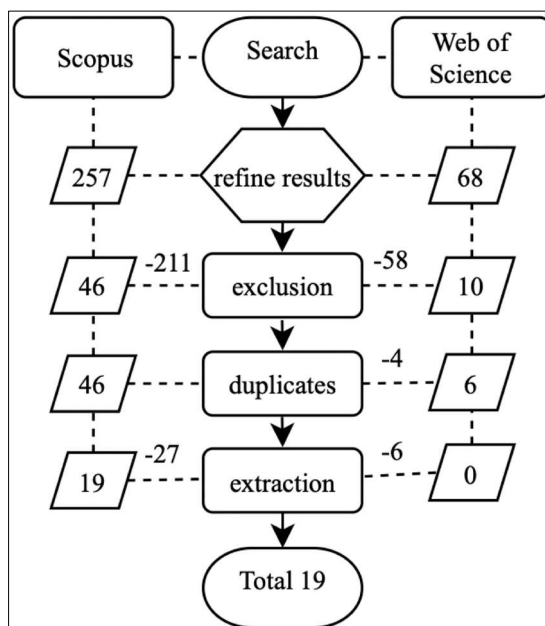 Scopus
Search
Web of
Science
257
refine results
68
-211
-58
46
exclusion
10
-4
46
duplicates
6
-27
-6
19
extraction
0
Total 19